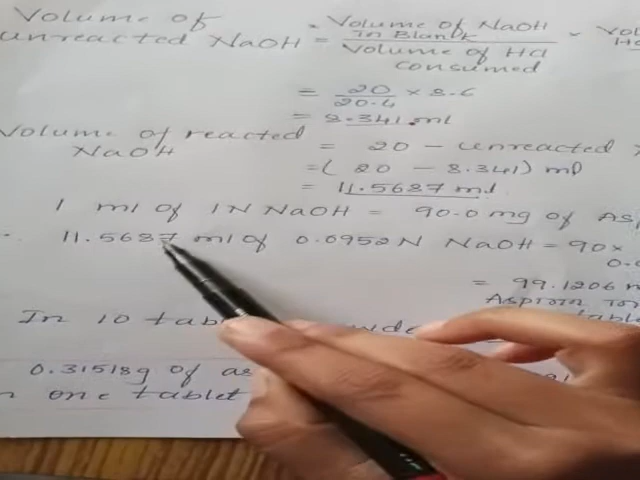 Volume of Volume of NaOH
unreacted NaOH = in Blank ×
Volume of HCl
consumed
= 20/20.4 × 8.6
= 8.341 ml
Volume of reacted
NaOH = 20 - unreacted
= (20 - 8.341) ml
= 11.5687 ml
1 ml of 1N NaOH = 90.0 mg of
11.5687 ml of 0.0952N NaOH = 90×
= 99.1206
In 10
0.31518g of
one tablet